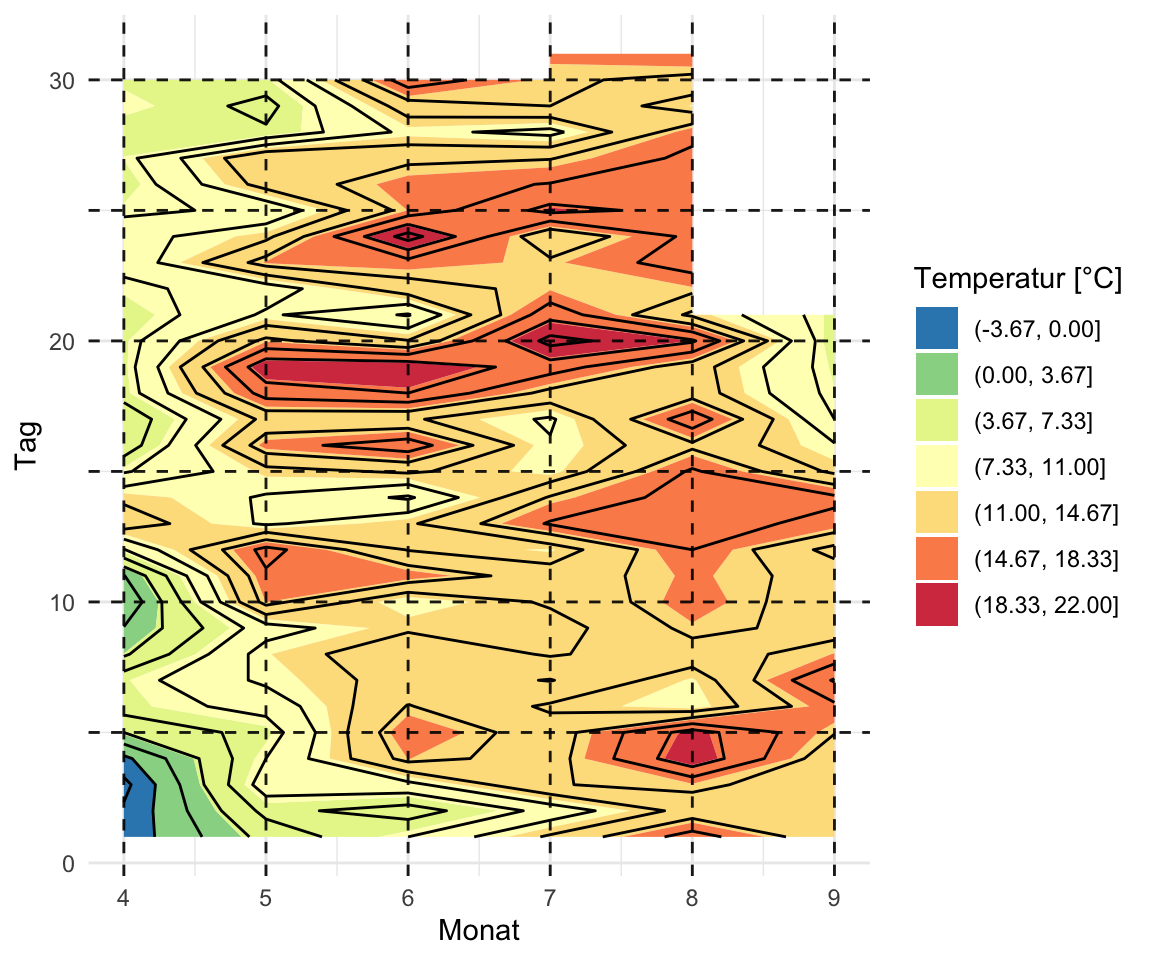 30
20
10
0
Tag
4 5 6 7 8 9
Monat
Temperatur [°C]
(-3.67, 0.00]
(0.00, 3.67]
(3.67, 7.33]
(7.33, 11.00]
(11.00, 14.67]
(14.67, 18.33]
(18.33, 22.00]